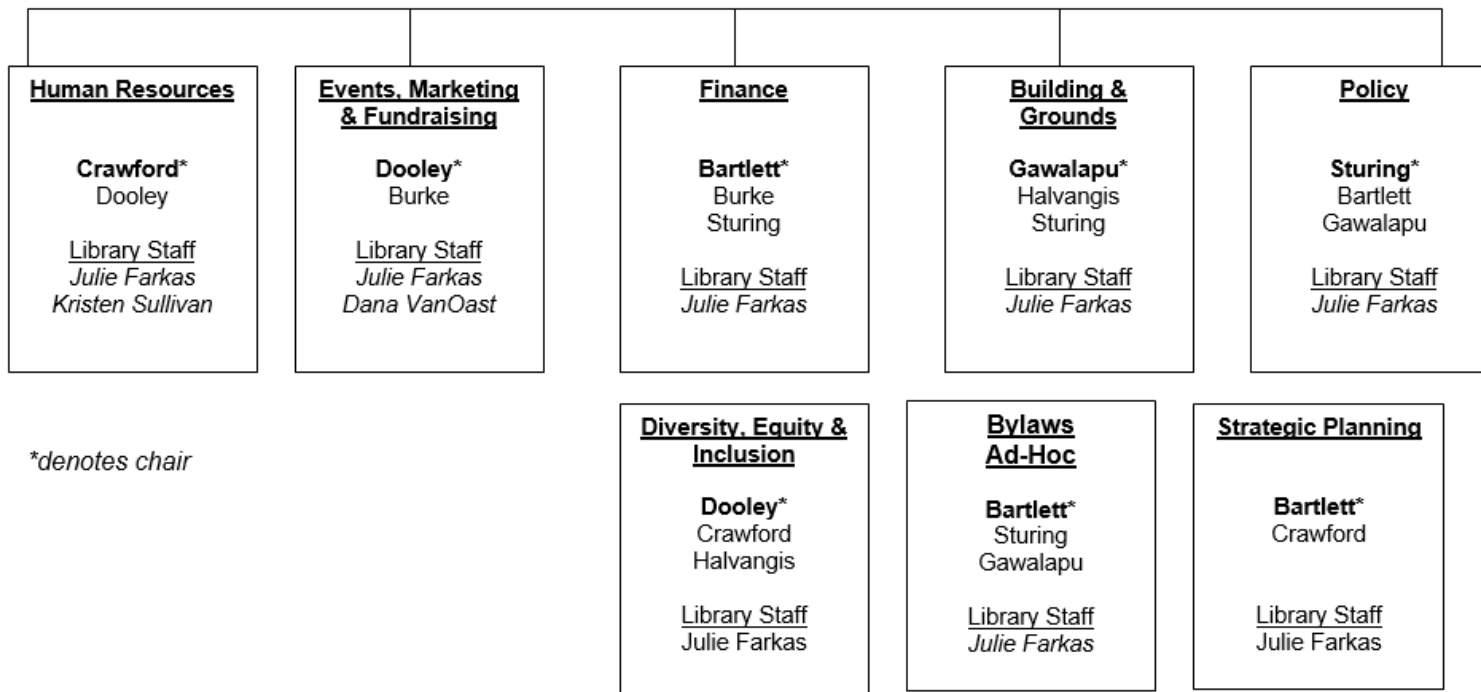 Human Resources
Crawford*
Dooley
Library Staff
Julie Farkas
Kristen Sullivan
Events, Marketing
& Fundraising
Dooley*
Burke
Library Staff
Julie Farkas
Dana VanOast
Finance
Bartlett*
Burke
Sturing
Library Staff
Julie Farkas
Building &
Grounds
Gawalapu*
Halvangis
Sturing
Library Staff
Julie Farkas
Policy
Sturing*
Bartlett
Gawalapu
Library Staff
Julie Farkas
*denotes chair
Diversity, Equity &
Inclusion
Dooley*
Crawford
Halvangis
Library Staff
Julie Farkas
Bylaws
Ad-Hoc
Bartlett*
Sturing
Gawalapu
Library Staff
Julie Farkas
Strategic Planning
Bartlett*
Crawford
Library Staff
Julie Farkas